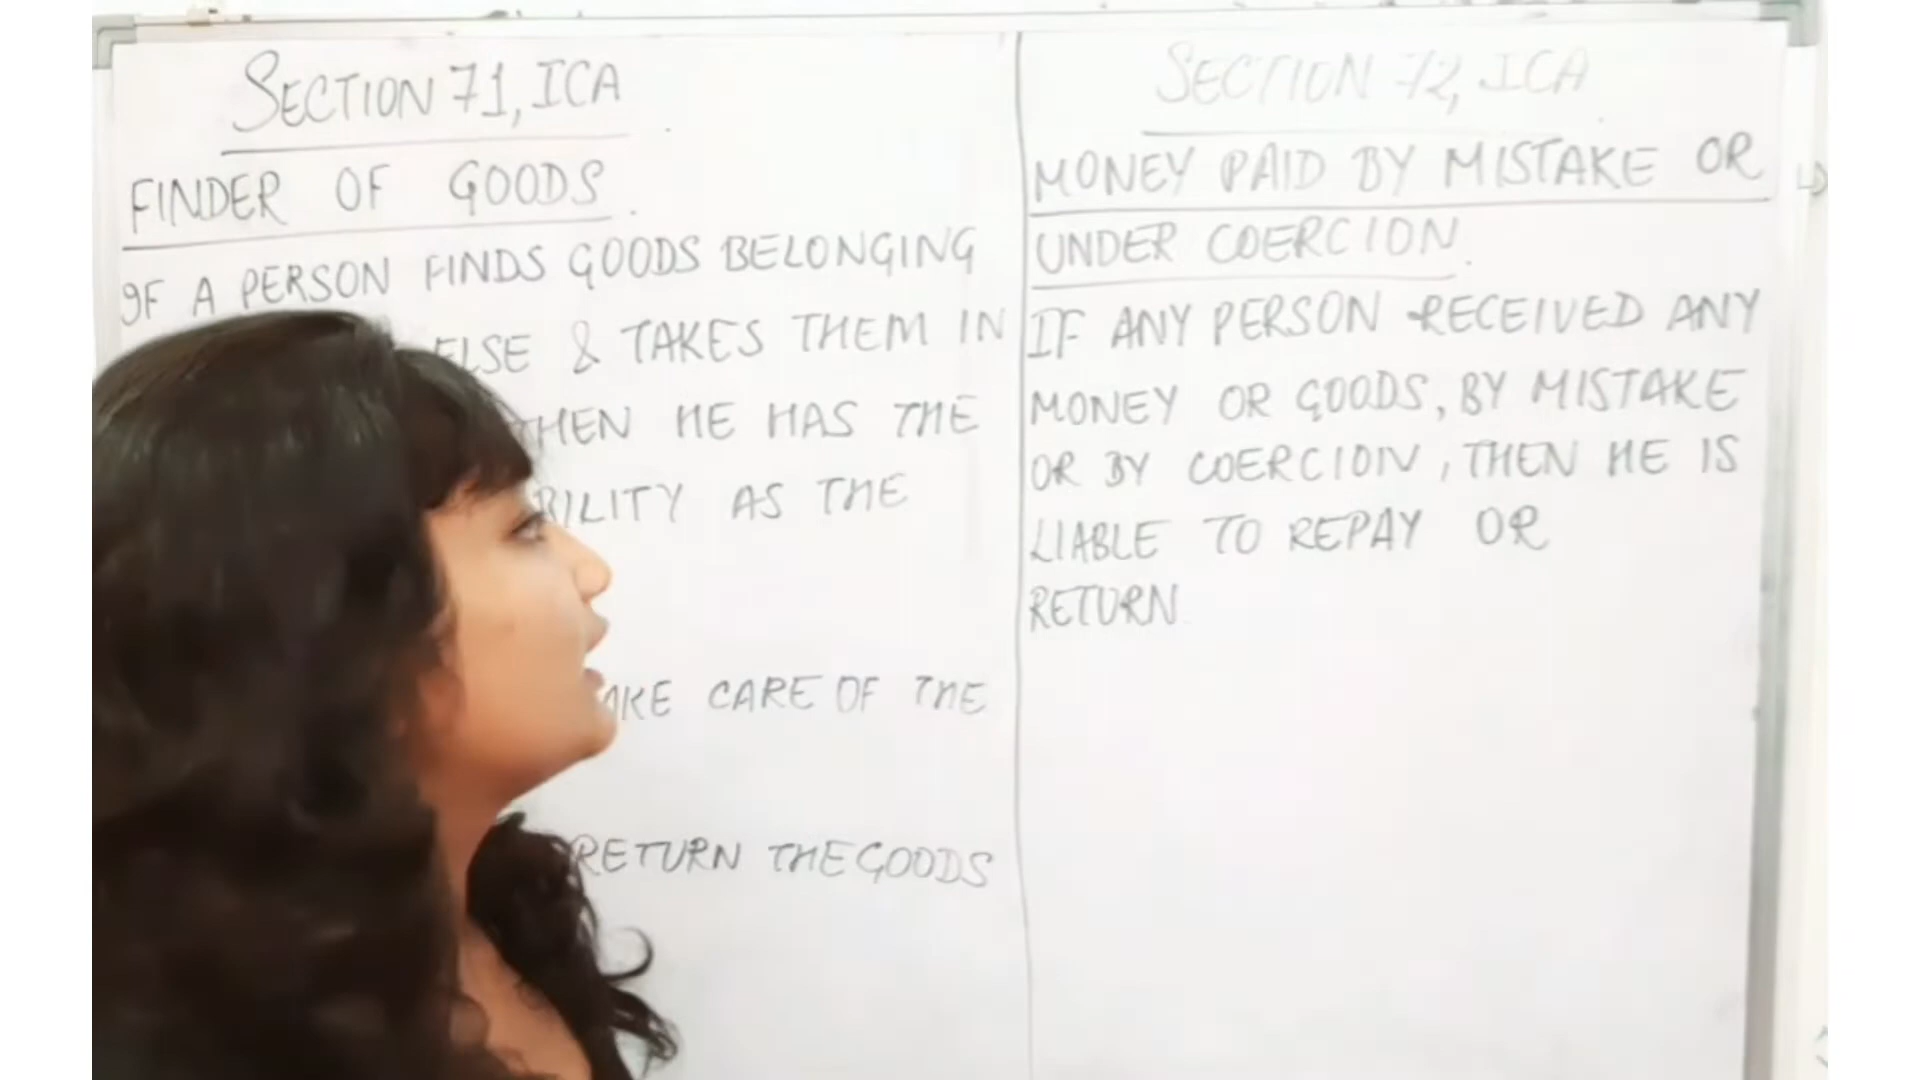 SECTION 71, ICA
FINDER OF GOODS
IF A PERSON FINDS GOODS BELONGING
ELSE & TAKES THEM IN
THEN HE HAS THE
AS THE
CARE OF THE
RETURN THE GOODS
SECTION 72, ICA
MONEY PAID BY MISTAKE OR
UNDER COERCION.
IF ANY PERSON RECEIVED ANY
MONEY OR GOODS, BY MISTAKE
OR BY COERCION, THEN HE IS
LIABLE TO REPAY OR
RETURN